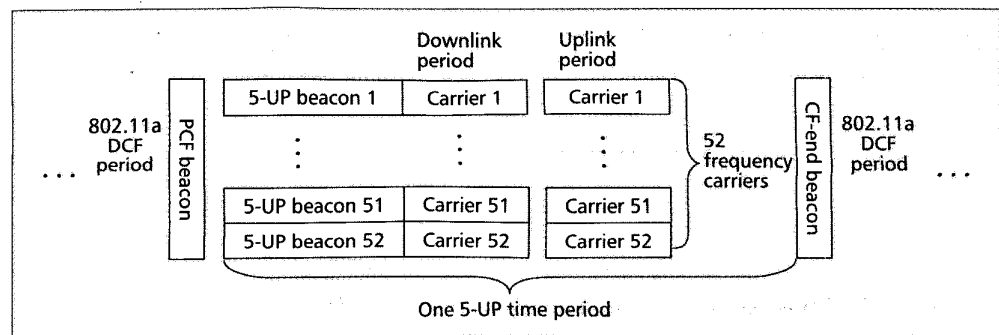 Downlink period
Uplink period
802.11a DCF period
...
PCF beacon
5-UP beacon 1
Carrier 1
Carrier 1
5-UP beacon 51
Carrier 51
Carrier 51
5-UP beacon 52
Carrier 52
Carrier 52
52 frequency carriers
CF-end beacon
802.11a DCF period
...
One 5-UP time period